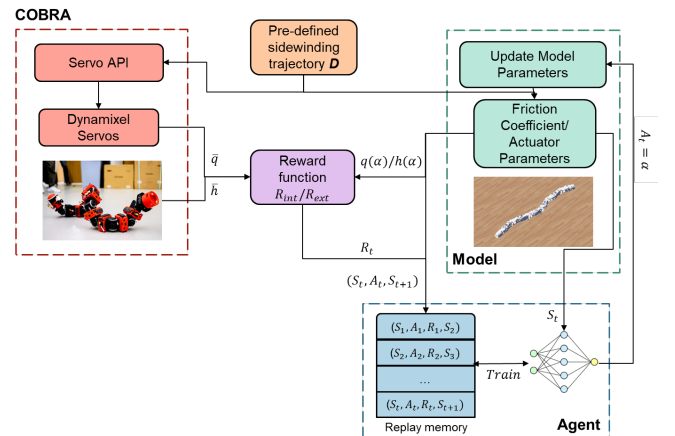 COBRA
Servo API
Dynamixel
Servos
Pre-defined
sidewinding
trajectory D
Update Model
Parameters
Friction
Coefficient/
Actuator
Parameters
A_t = α
q̅
h̅
Reward
function
R_int/R_ext
q(α)/h(α)
Model
R_t
(S_t, A_t, S_{t+1})
S_t
(S_1, A_1, R_1, S_2)
(S_2, A_2, R_2, S_3)
...
(S_t, A_t, R_t, S_{t+1})
Train
Replay memory
Agent